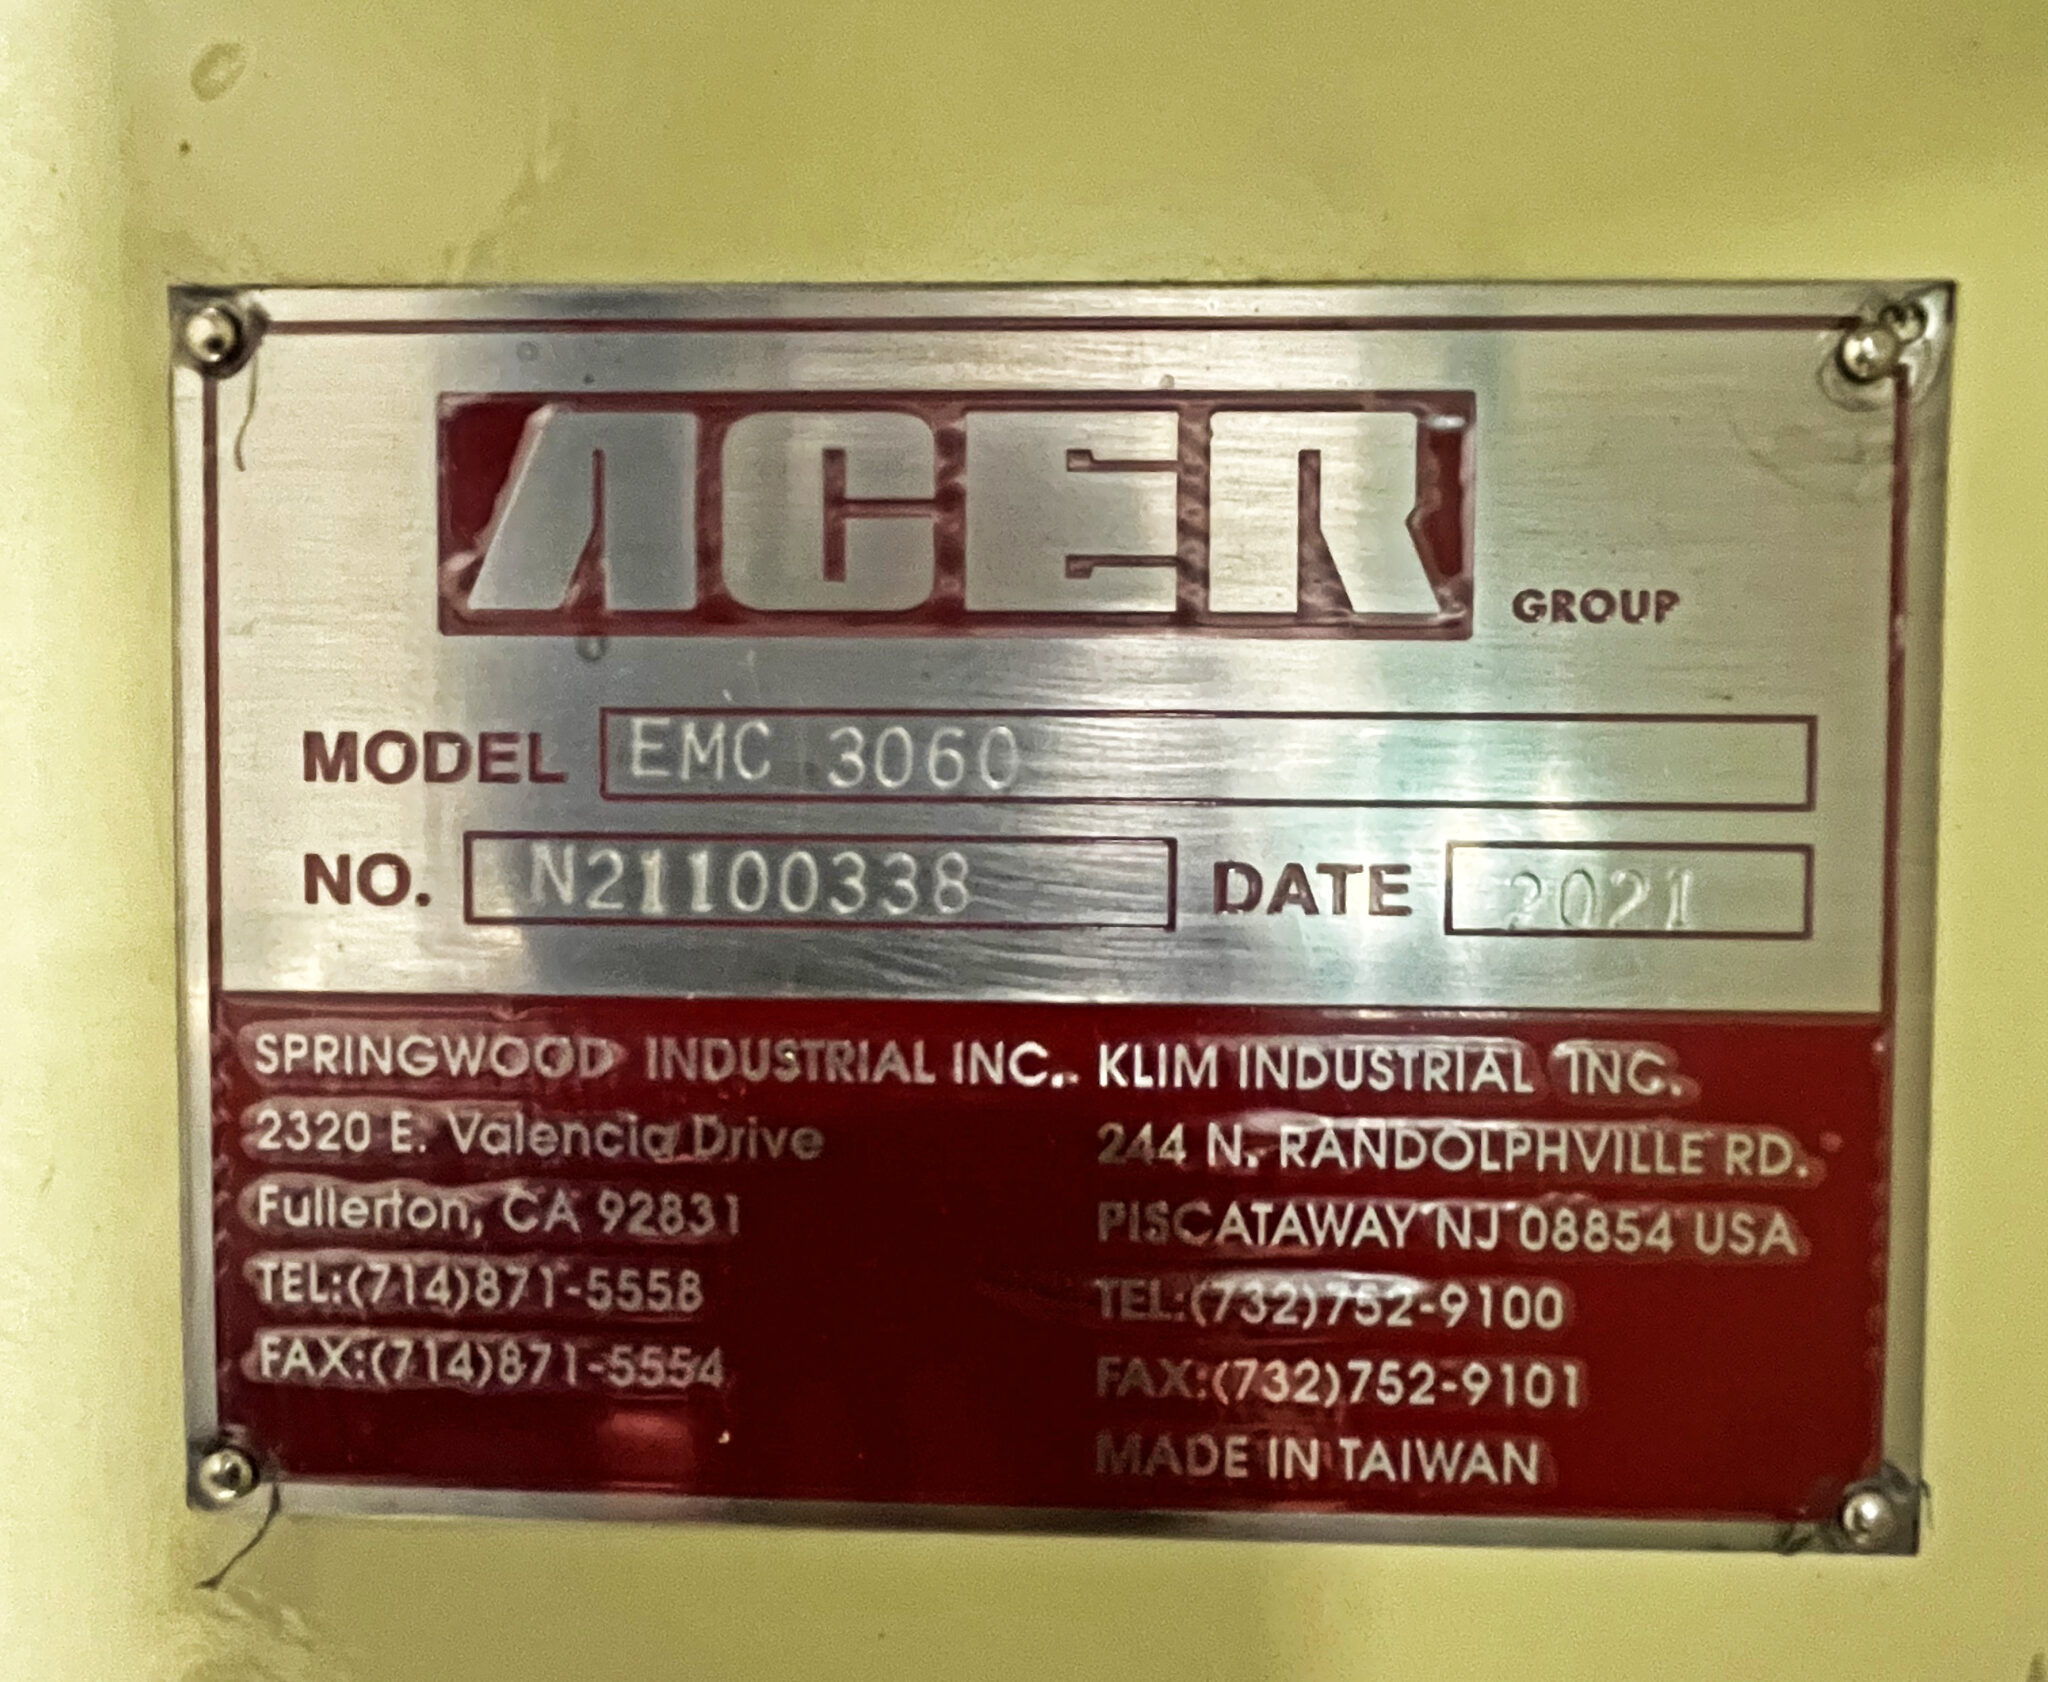 ACER GROUP
MODEL EMC 3060
NO. N21100338 DATE 2021
SPRINGWOOD INDUSTRIAL INC.
2320 E. Valencia Drive
Fullerton, CA 92831
TEL:(714)871-5558
FAX:(714)871-5554
KLIM INDUSTRIAL INC.
244 N. RANDOLPHVILLE RD.
PISCATAWAY NJ 08854 USA
TEL:(732)752-9100
FAX:(732)752-9101
MADE IN TAIWAN